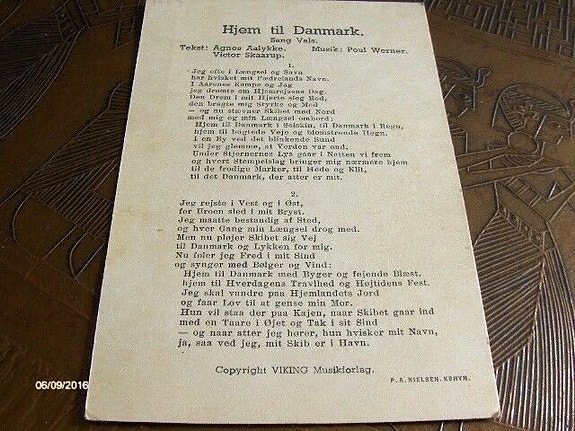 Hjem til Danmark.
Sang Vals.
Tekst: Agnes Aalykke. Musik: Poul Werner.
Victor Skaarup.
1.
Jeg ofte i Længsel og Savn
har hvisket mit Fædrelands Navn.
I Aarenes Kampe og Jag
jeg drømte om Hjemrejsens Dag.
Den Drøm i mit Hjerte slog Rod,
den bragte mig Styrke og Mod
— og nu stævner Skibet mod Nord
med mig og min Længsel ombord:
Hjem til Danmark i Solskin, til Danmark i Regn,
hjem til bugtede Veje og blomstrende Hegn.
I en By ved det blinkende Sund
vil jeg glemme, at Verden var ond.
Under Stjernernes Lys gaar i Natten vi frem
og hvert Stempelslag bringer mig nærmere hjem
til de frodige Marker, til Hede og Klit,
til det Danmark, der atter er mit.
2.
Jeg rejste i Vest og i Øst,
for Uroen sled i mit Bryst.
Jeg maatte bestandig af Sted,
og hver Gang min Længsel drog med.
Men nu pløjer Skibet sig Vej
til Danmark og Lykken for mig.
Nu føler jeg Fred i mit Sind
og synger med Bølger og Vind:
Hjem til Danmark med Byger og fejende Blæst.
hjem til Hverdagens Travlhed og Højtidens Fest.
Jeg skal vandre paa Hjemlandets Jord
og faar Lov til at gense min Mor.
Hun vil staa der paa Kajen, naar Skibet gaar ind
med en Taare i Øjet og Tak i sit Sind
— og naar atter jeg hører, hun hvisker mit Navn,
ja, saa ved jeg, mit Skib er i Havn.
Copyright VIKING Musikforlag.
P. A. NIELSEN. KBHVN.
06/09/2016